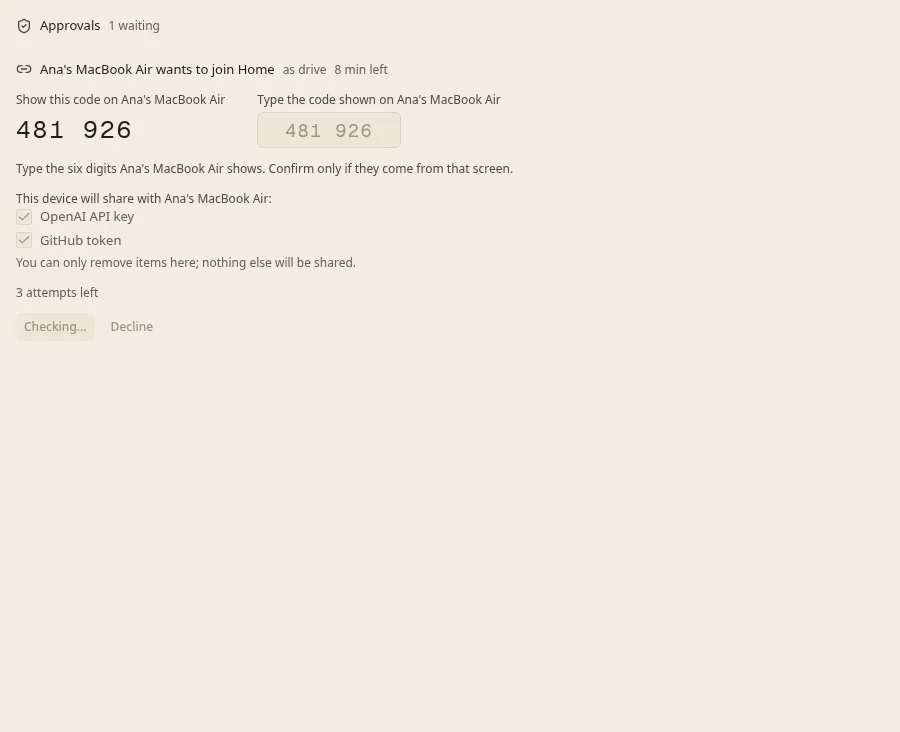 Approvals 1 waiting
Ana's MacBook Air wants to join Home as drive 8 min left
Show this code on Ana's MacBook Air
481 926
Type the code shown on Ana's MacBook Air
481 926
Type the six digits Ana's MacBook Air shows. Confirm only if they come from that screen.
This device will share with Ana's MacBook Air:
OpenAI API key
GitHub token
You can only remove items here; nothing else will be shared.
3 attempts left
Checking... Decline